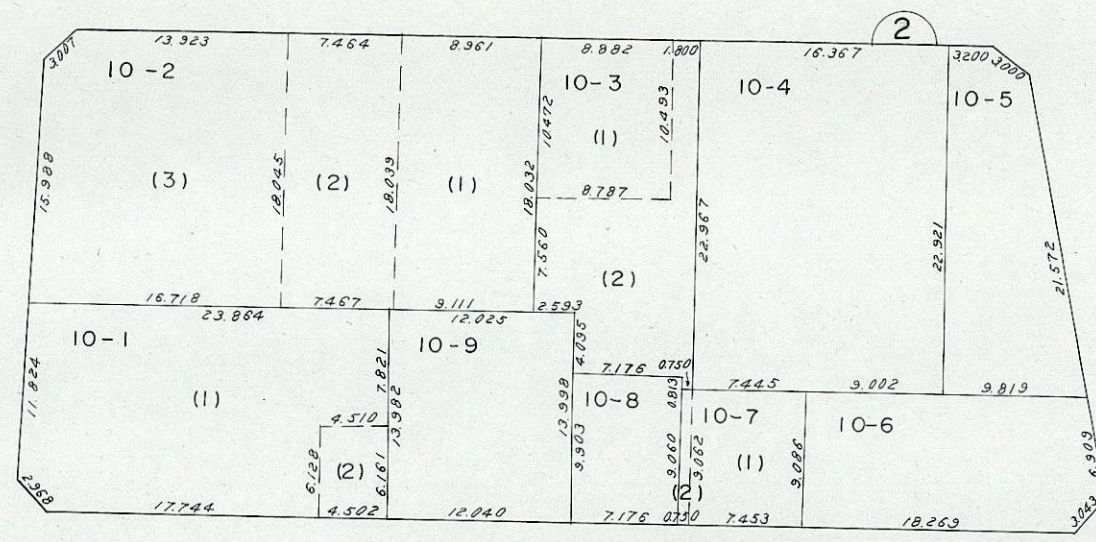 2
13.923 7.464 8.961 8.882 1.800 16.367 3.200 3.000
3.007
10-2 10-3 10-4 10-5
15.988 (3) 18.045 (2) 18.039 (1) 18.032 10.472 (1) 10.493
8.787
7.560 (2) 22.967 22.921 21.572
16.718 7.467 9.111 2.593
23.864 12.025
10-1 10-9 4.095
11.824 (1) 7.821 13.982 13.998
7.176 0.750 7.445 9.002 9.819
0.813
10-8 10-7 10-6
4.510
6.128 (2) 6.161 9.903 9.060 9.062 (1) 9.086 6.909
(2)
2.968 3.043
17.744 4.502 12.040 7.176 0.750 7.453 18.269